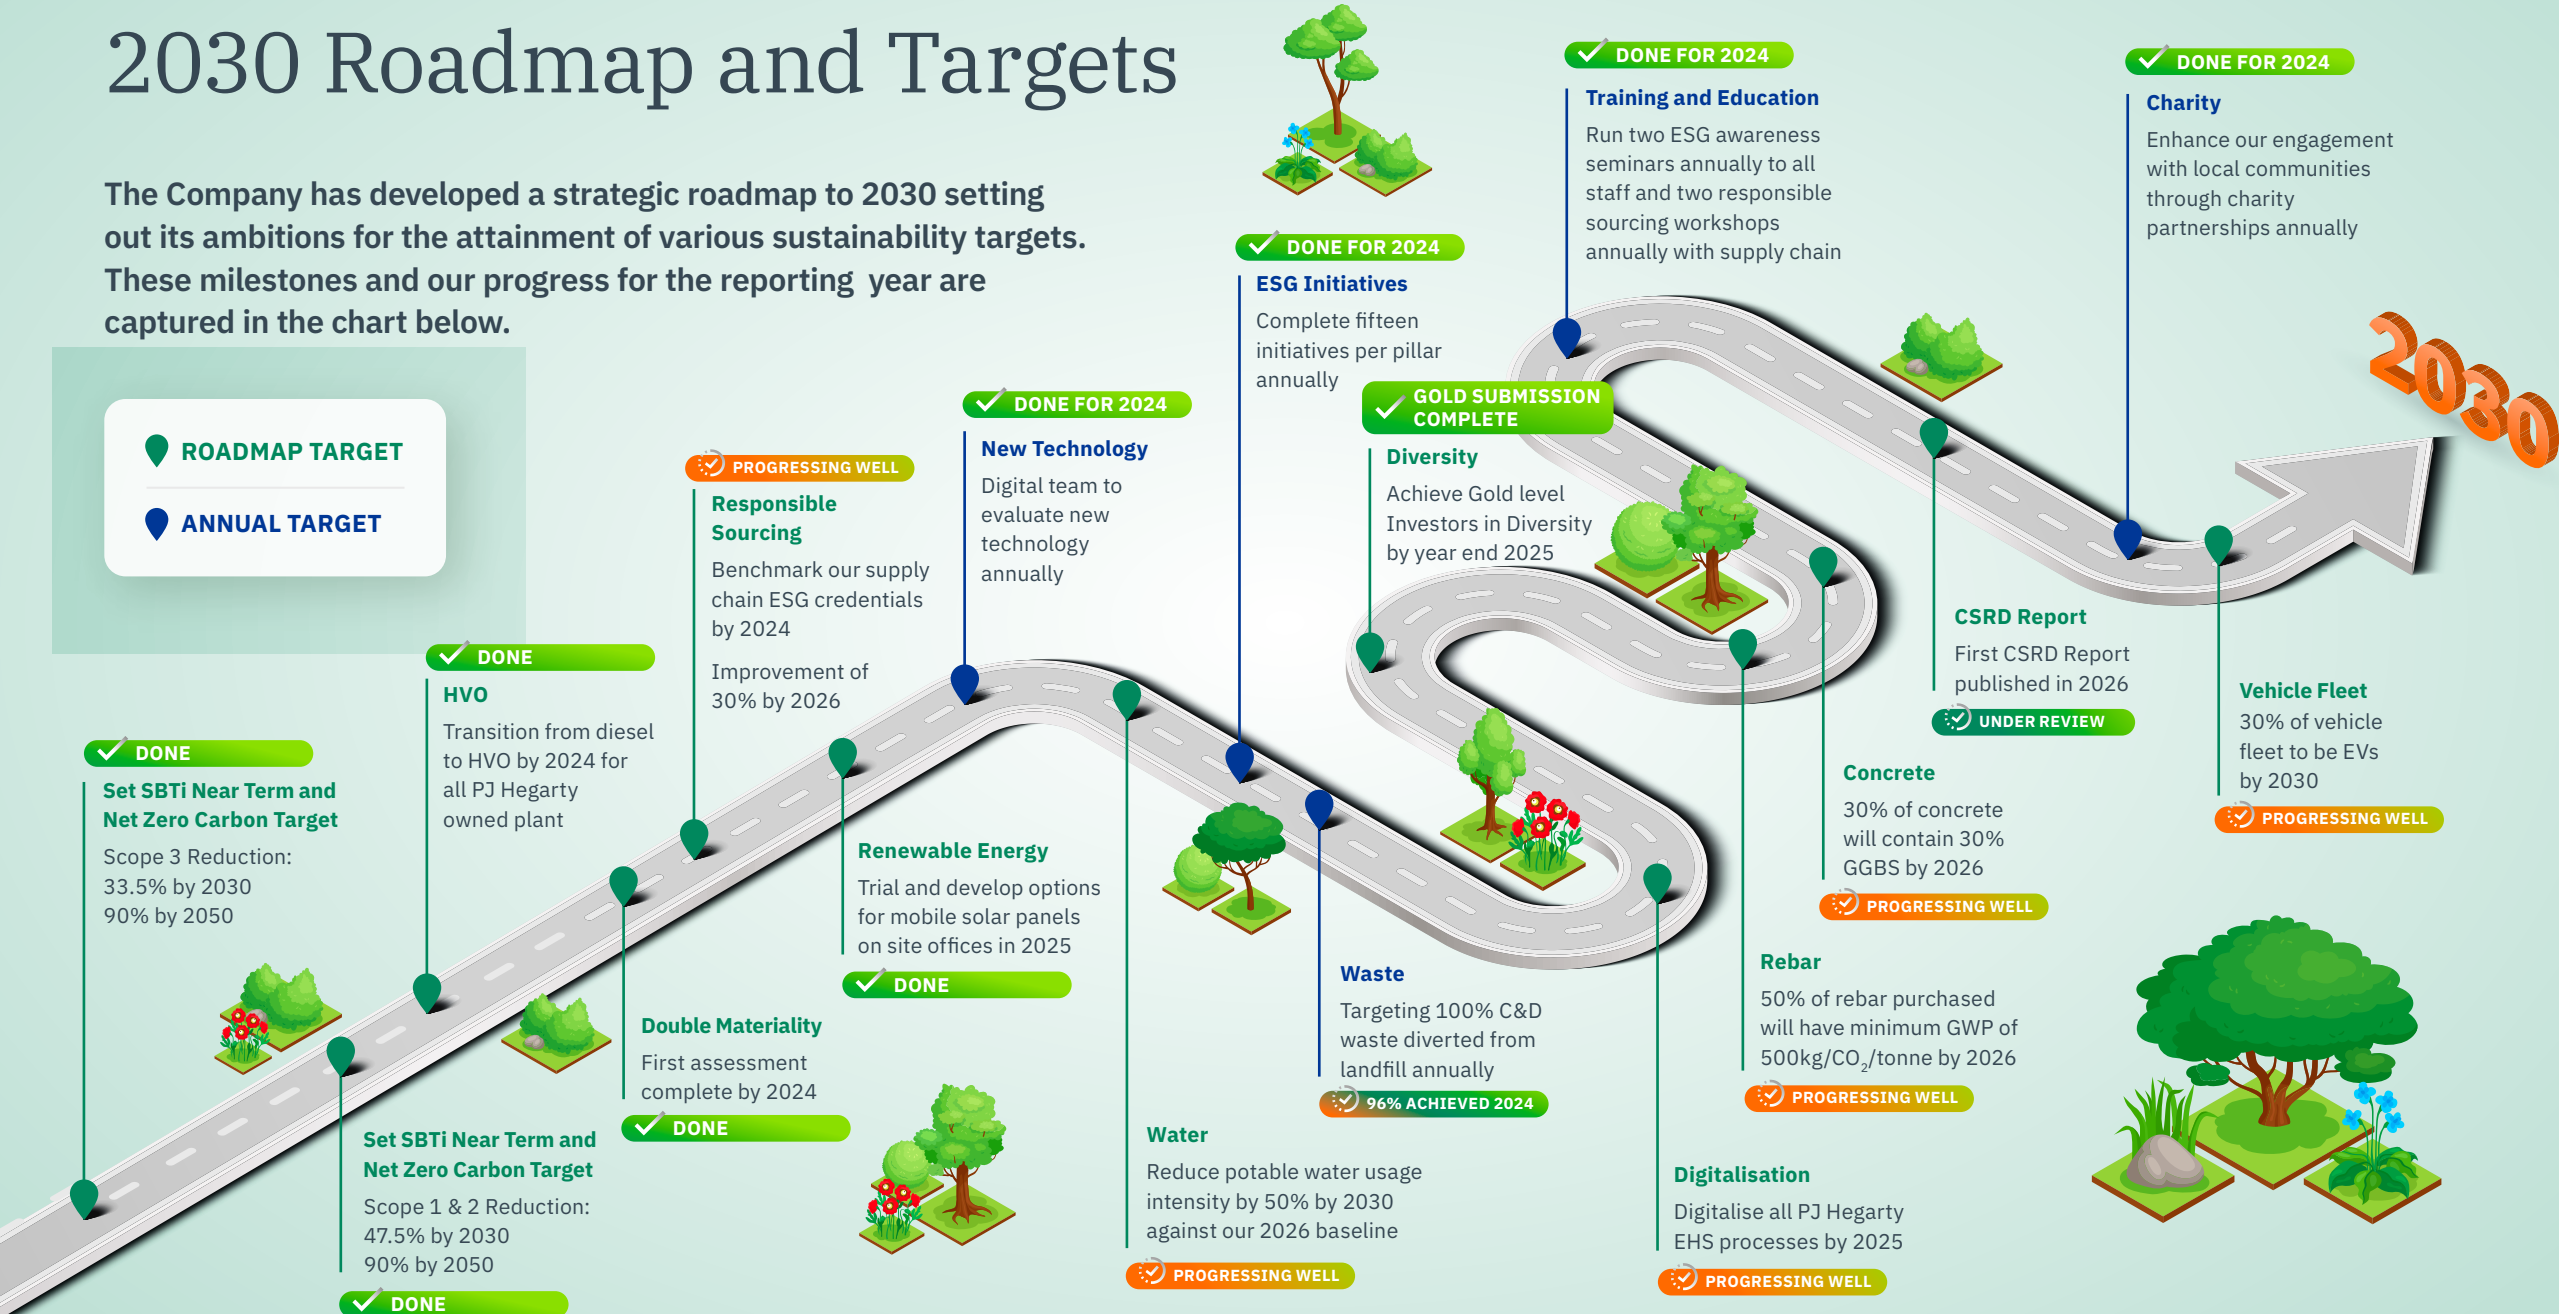 2030 Roadmap and Targets
The Company has developed a strategic roadmap to 2030 setting
out its ambitions for the attainment of various sustainability targets.
These milestones and our progress for the reporting year are
captured in the chart below.
ROADMAP TARGET
ANNUAL TARGET
DONE
Set SBTi Near Term and
Net Zero Carbon Target
Scope 3 Reduction:
33.5% by 2030
90% by 2050
Set SBTi Near Term and
Net Zero Carbon Target
Scope 1 & 2 Reduction:
47.5% by 2030
90% by 2050
DONE
DONE
HVO
Transition from diesel
to HVO by 2024 for
all PJ Hegarty
owned plant
Double Materiality
First assessment
complete by 2024
DONE
PROGRESSING WELL
Responsible
Sourcing
Benchmark our supply
chain ESG credentials
by 2024
Improvement of
30% by 2026
Renewable Energy
Trial and develop options
for mobile solar panels
on site offices in 2025
DONE
DONE FOR 2024
New Technology
Digital team to
evaluate new
technology
annually
Water
Reduce potable water usage
intensity by 50% by 2030
against our 2026 baseline
PROGRESSING WELL
DONE FOR 2024
ESG Initiatives
Complete fifteen
initiatives per pillar
annually
Waste
Targeting 100% C&D
waste diverted from
landfill annually
96% ACHIEVED 2024
Digitalisation
Digitalise all PJ Hegarty
EHS processes by 2025
PROGRESSING WELL
GOLD SUBMISSION
COMPLETE
Diversity
Achieve Gold level
Investors in Diversity
by year end 2025
Rebar
50% of rebar purchased
will have minimum GWP of
500kg/CO₂/tonne by 2026
PROGRESSING WELL
Concrete
30% of concrete
will contain 30%
GGBS by 2026
PROGRESSING WELL
DONE FOR 2024
Training and Education
Run two ESG awareness
seminars annually to all
staff and two responsible
sourcing workshops
annually with supply chain
CSRD Report
First CSRD Report
published in 2026
UNDER REVIEW
DONE FOR 2024
Charity
Enhance our engagement
with local communities
through charity
partnerships annually
Vehicle Fleet
30% of vehicle
fleet to be EVs
by 2030
PROGRESSING WELL
2030